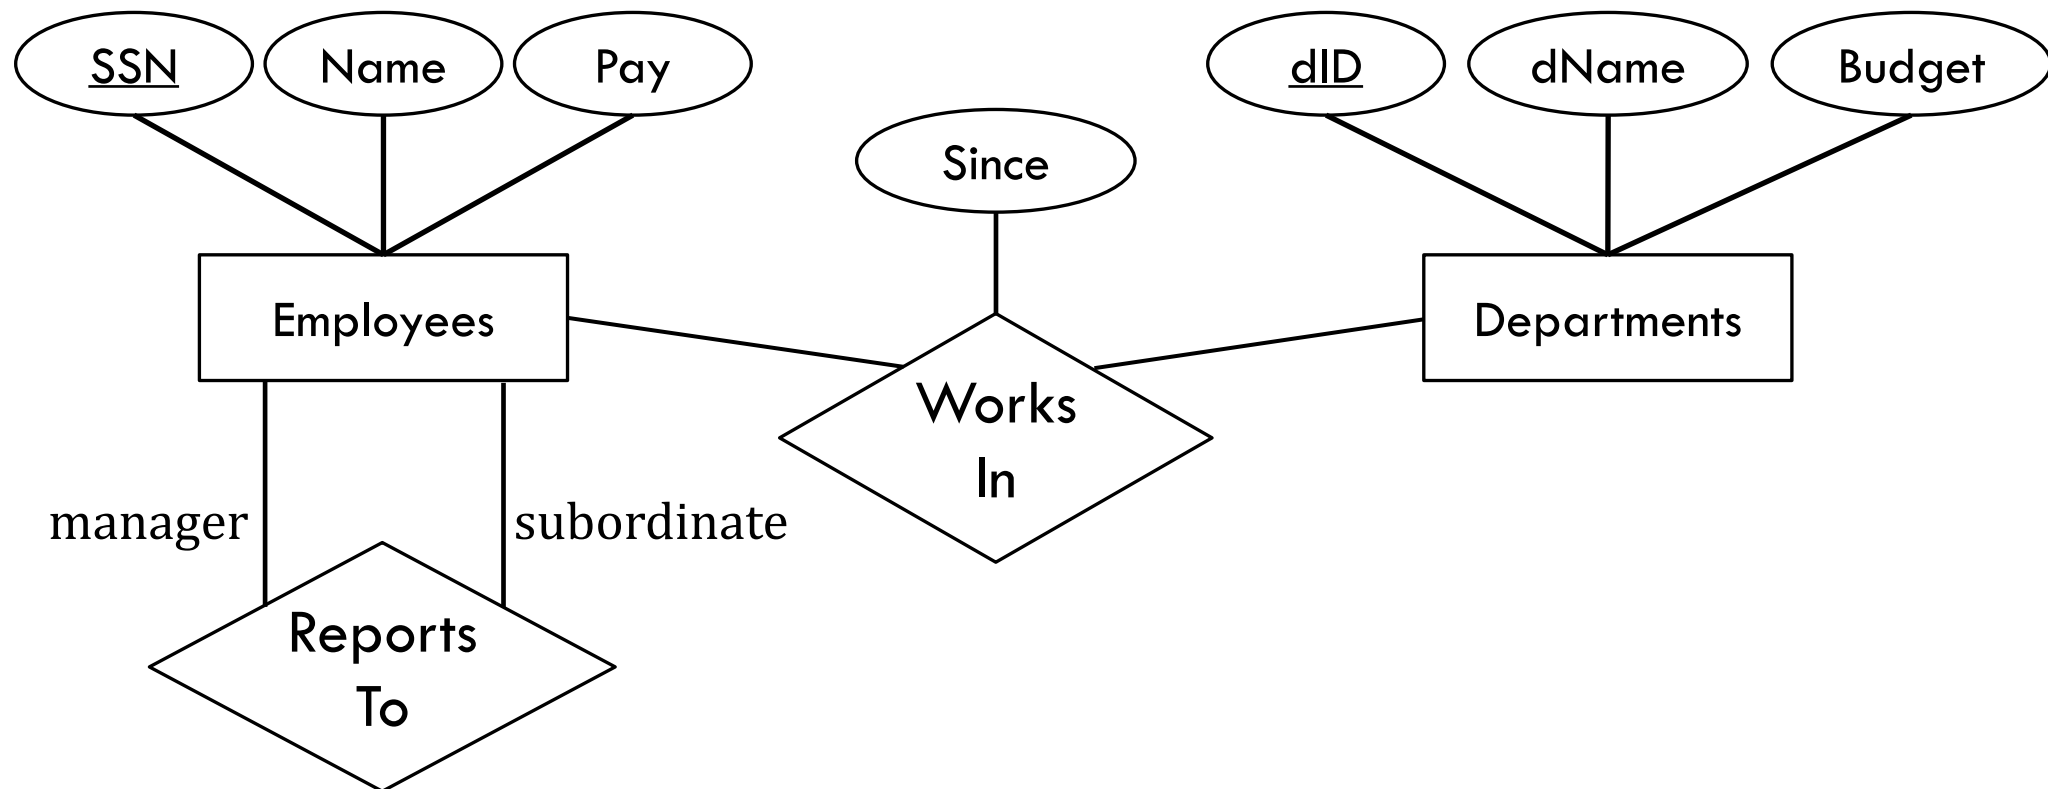 SSN
Name
Pay
Since
dID
dName
Budget
Employees
Departments
Works
In
manager
subordinate
Reports
To